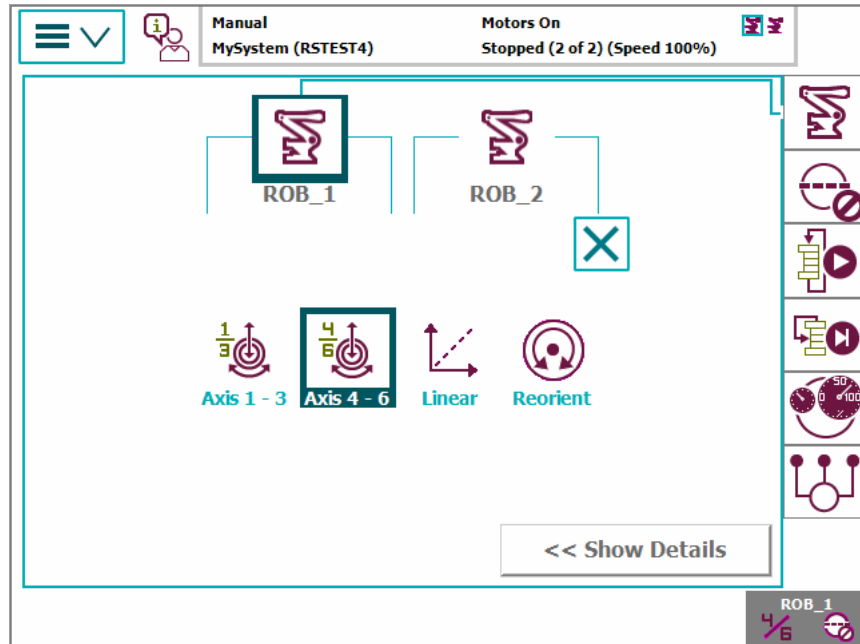 Manual
MySystem (RSTEST4)
Motors On
Stopped (2 of 2) (Speed 100%)
ROB_1
ROB_2
1
3
4
6
Axis 1 - 3
Axis 4 - 6
Linear
Reorient
50
0
100
%
<< Show Details
ROB_1
4/6